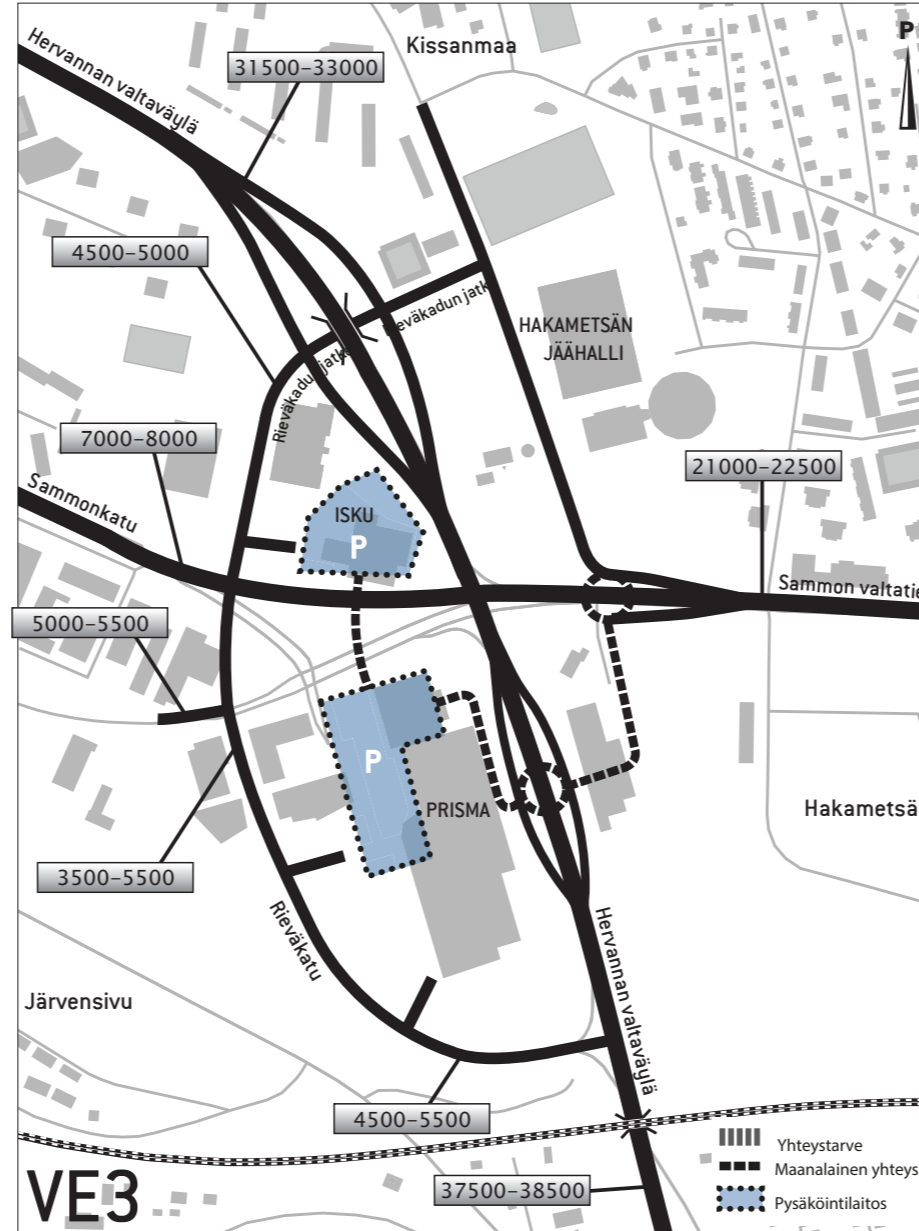 Kissanmaa
P
Hervannan valtaväylä
31500–33000
4500–5000
Rieväkadun jatk
Rieväkadun jatk
HAKAMETSÄN
JÄÄHALLI
7000–8000
21000–22500
Sammonkatu
ISKU
P
Sammon valtatie
5000–5500
P
PRISMA
Hakametsä
3500–5500
Rieväkatu
Hervannan valtaväylä
Järvensivu
4500–5500
37500–38500
VE3
Yhteystarve
Maanalainen yhteys
Pysäköintilaitos